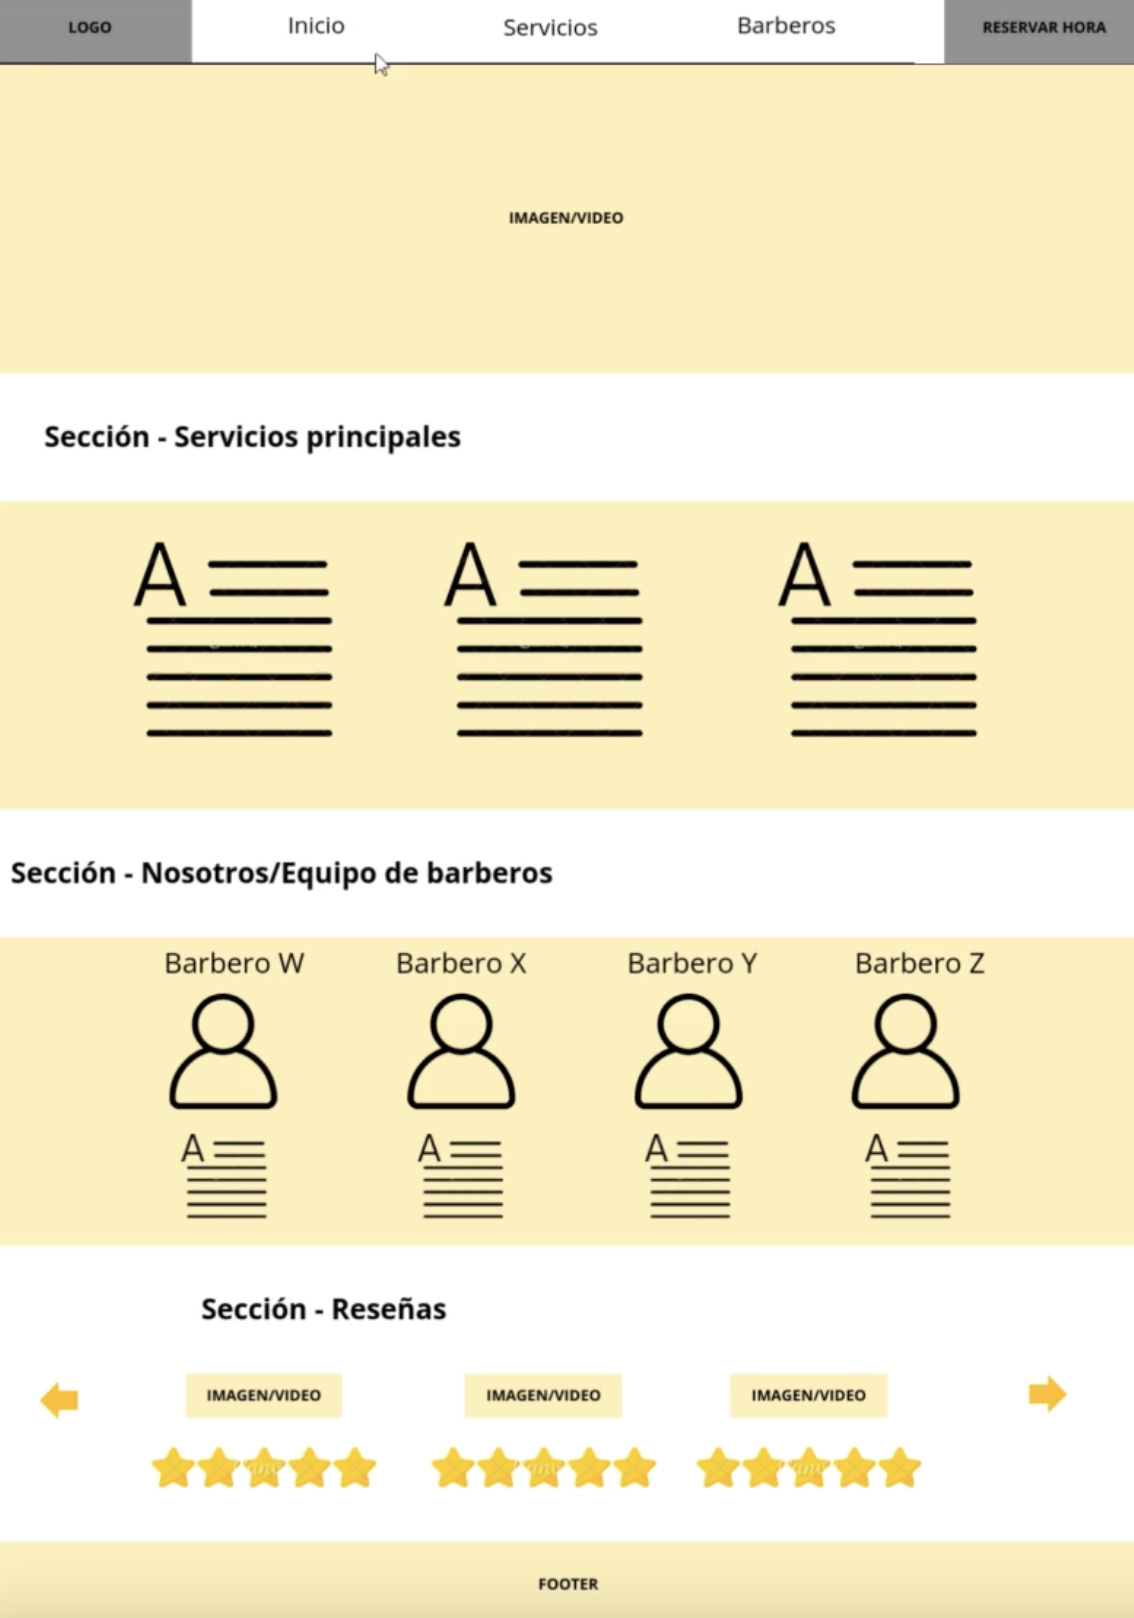 LOGO
Inicio
Servicios
Barberos
RESERVAR HORA
IMAGEN/VIDEO
Sección - Servicios principales
A
A
A
Sección - Nosotros/Equipo de barberos
Barbero W
Barbero X
Barbero Y
Barbero Z
A
A
A
A
Sección - Reseñas
IMAGEN/VIDEO
IMAGEN/VIDEO
IMAGEN/VIDEO
FOOTER